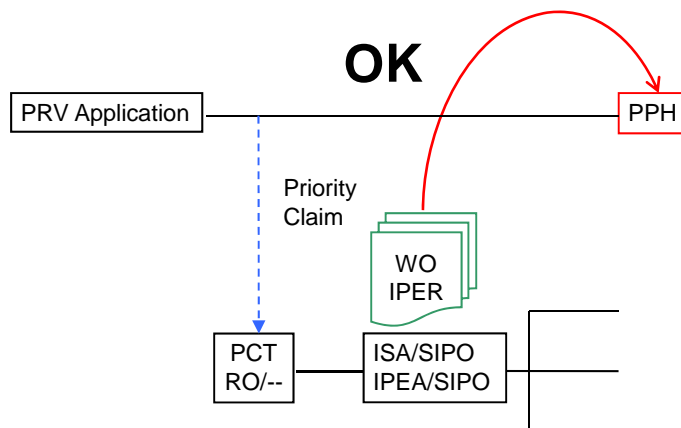 OK
PRV Application
PPH
Priority
Claim
WO
IPER
PCT
RO/--
ISA/SIPO
IPEA/SIPO